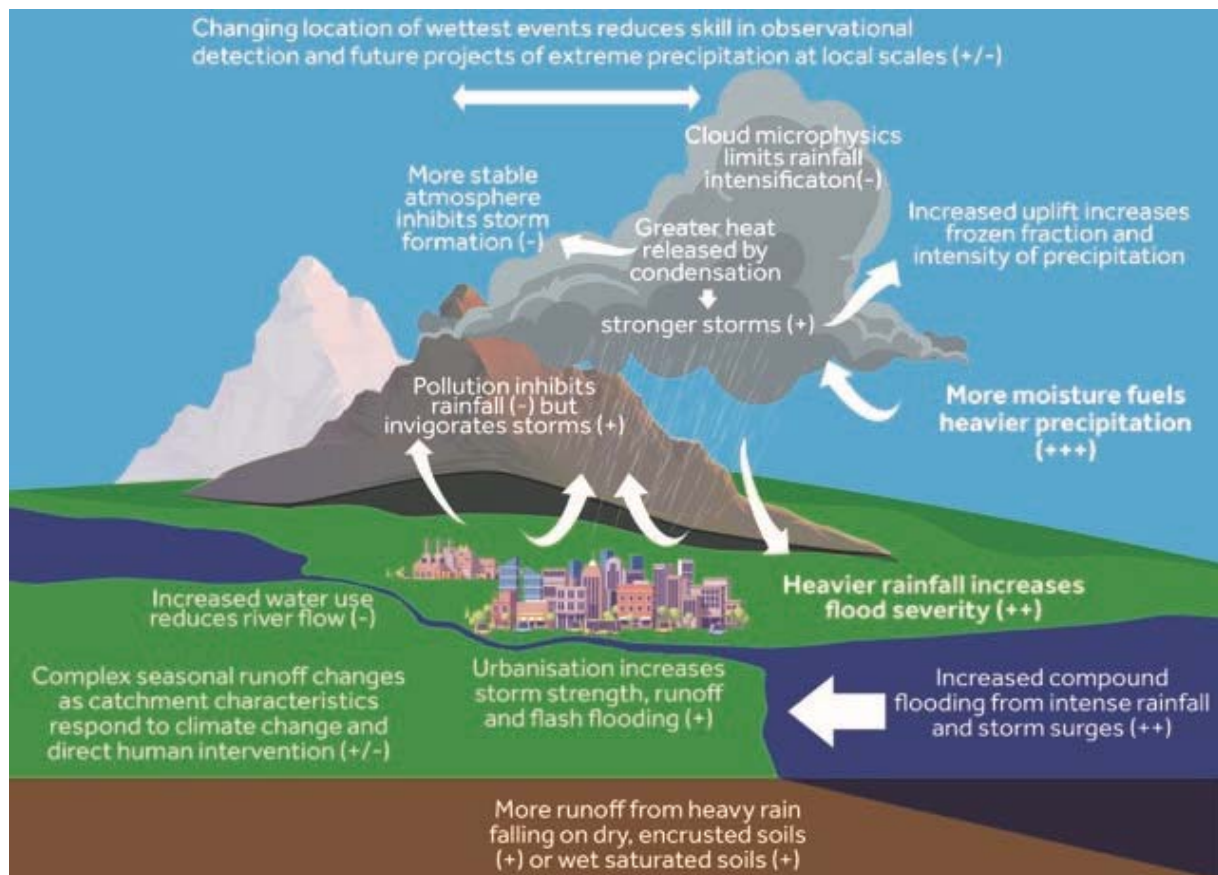 Changing location of wettest events reduces skill in observational
detection and future projects of extreme precipitation at local scales (+/-)
Cloud microphysics
limits rainfall
intensificaton(-)
More stable
atmosphere
inhibits storm
formation (-)
Greater heat
released by
condensation
stronger storms (+)
Increased uplift increases
frozen fraction and
intensity of precipitation
Pollution inhibits
rainfall (-) but
invigorates storms (+)
More moisture fuels
heavier precipitation
(+++)
Heavier rainfall increases
flood severity (++)
Increased water use
reduces river flow (-)
Complex seasonal runoff changes
as catchment characteristics
respond to climate change and
direct human intervention (+/-)
Urbanisation increases
storm strength, runoff
and flash flooding (+)
Increased compound
flooding from intense rainfall
and storm surges (++)
More runoff from heavy rain
falling on dry, encrusted soils
(+) or wet saturated soils (+)